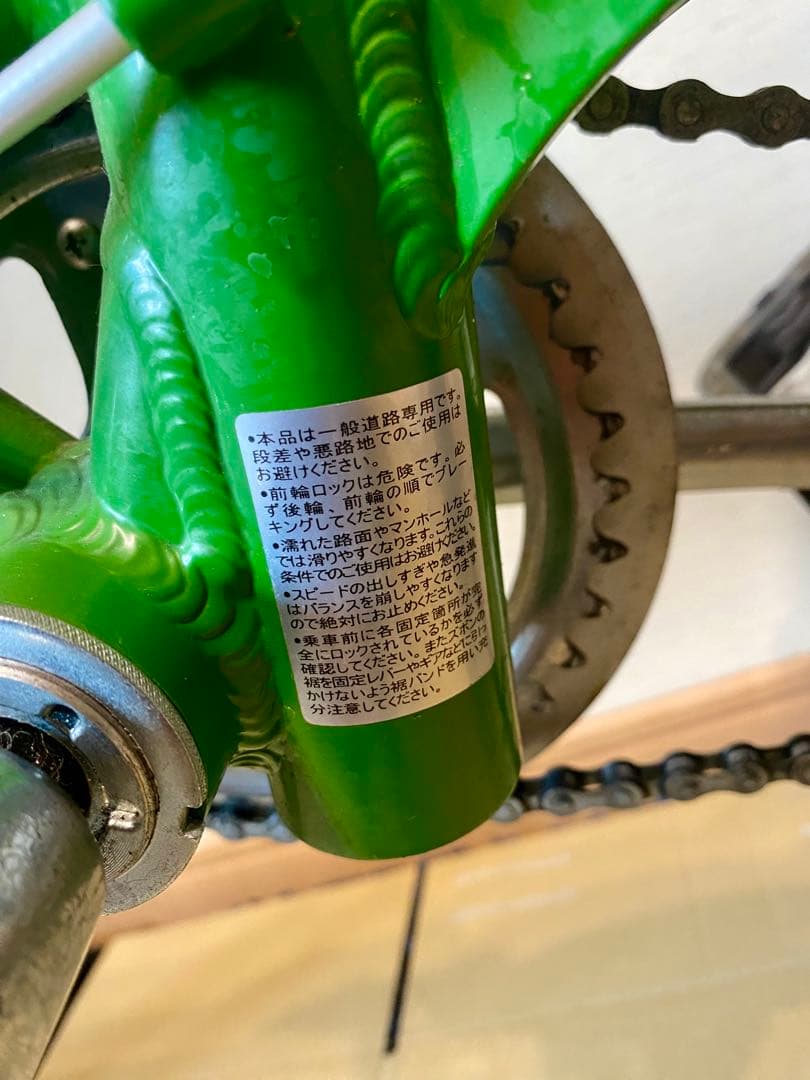 •本品は一般道路専用です。
段差や悪路地でのご使用は
お避けください。
•前輪ロックは危険です。必
ず後輪、前輪の順でブレー
キングしてください。
•濡れた路面やマンホールなど
では滑りやすくなります。これらの
条件でのご使用はお避けください。
•スピードの出しすぎや急発進
はバランスを崩しやすくなります
ので絶対にお止めください。
•乗車前に各固定箇所が完
全にロックされているかを必ず
確認してください。またズボンの
裾を固定レバーやギアなどに引っ
かけないよう裾バンドを用い充
分注意してください。